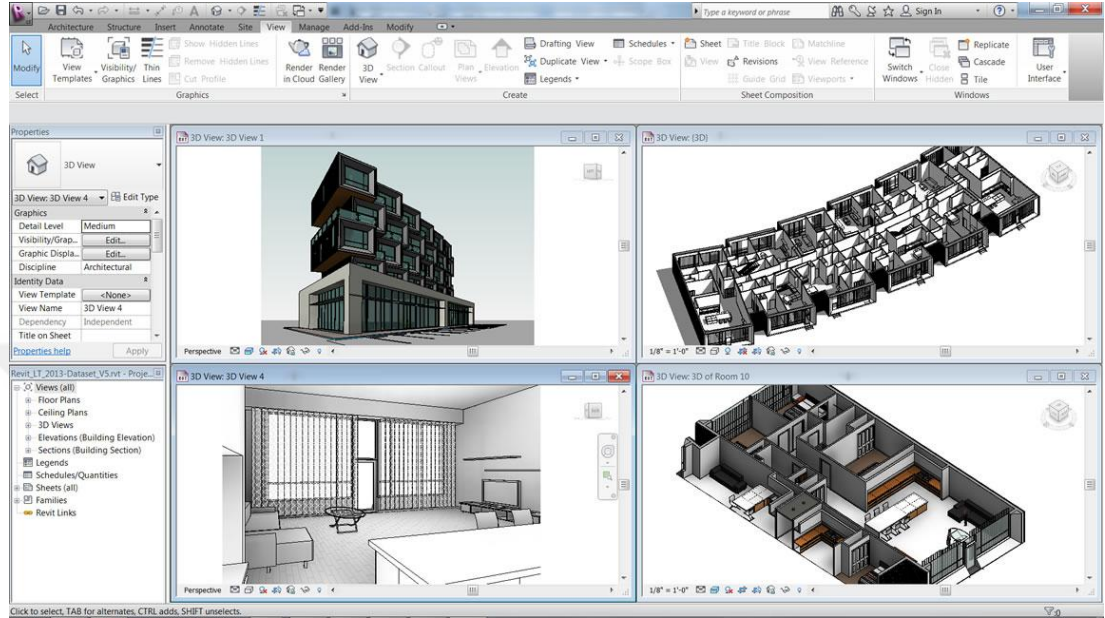 Type a keyword or phrase
Sign In
Architecture Structure Insert Annotate Site View Manage Add-Ins Modify
Modify
View Templates
Visibility/ Graphics
Thin Lines
Show Hidden Lines
Remove Hidden Lines
Cut Profile
Render in Cloud
Render Gallery
3D View
Section
Callout
Plan Views
Elevation
Drafting View
Duplicate View
Legends
Schedules
Scope Box
Sheet
View
Title Block
Revisions
Guide Grid
Matchline
View Reference
Viewports
Switch Windows
Close Hidden
Replicate
Cascade
Tile
User Interface
Select
Graphics
Create
Sheet Composition
Windows
Properties
3D View
3D View: 3D View 4
Edit Type
Graphics
Detail Level Medium
Visibility/Grap... Edit...
Graphic Displa... Edit...
Discipline Architectural
Identity Data
View Template <None>
View Name 3D View 4
Dependency Independent
Title on Sheet
Properties help Apply
Revit_LT_2013-Dataset_V5.rvt - Proje...
Views (all)
Floor Plans
Ceiling Plans
3D Views
Elevations (Building Elevation)
Sections (Building Section)
Legends
Schedules/Quantities
Sheets (all)
Families
Revit Links
3D View: 3D View 1
Perspective
3D View: {3D}
1/8" = 1'-0"
3D View: 3D View 4
Perspective
3D View: 3D of Room 10
1/8" = 1'-0"
Click to select, TAB for alternates, CTRL adds, SHIFT unselects.
:0